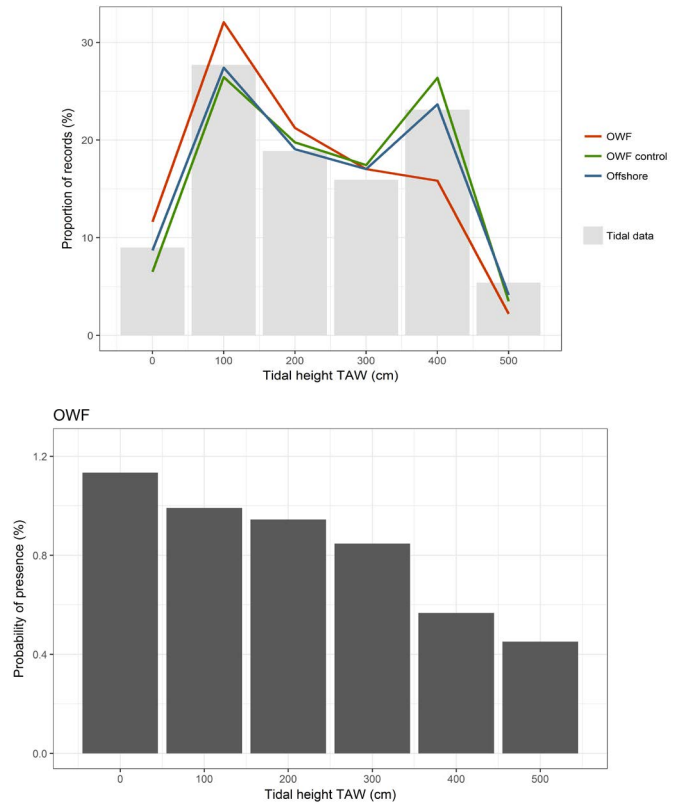 30
20
10
0
Proportion of records (%)
0 100 200 300 400 500
Tidal height TAW (cm)
OWF
OWF control
Offshore
Tidal data
OWF
1.2
0.8
0.4
0.0
Probability of presence (%)
0 100 200 300 400 500
Tidal height TAW (cm)